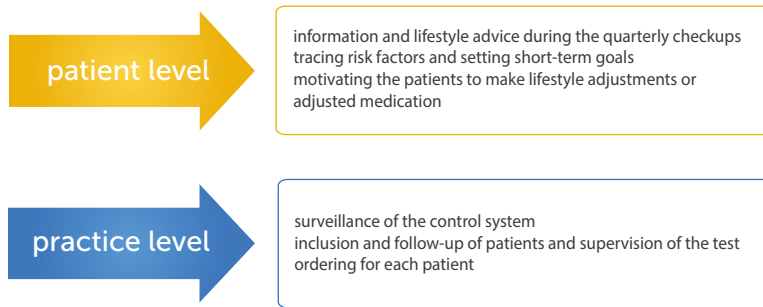 patient level
information and lifestyle advice during the quarterly checkups
tracing risk factors and setting short-term goals
motivating the patients to make lifestyle adjustments or
adjusted medication
practice level
surveillance of the control system
inclusion and follow-up of patients and supervision of the test
ordering for each patient